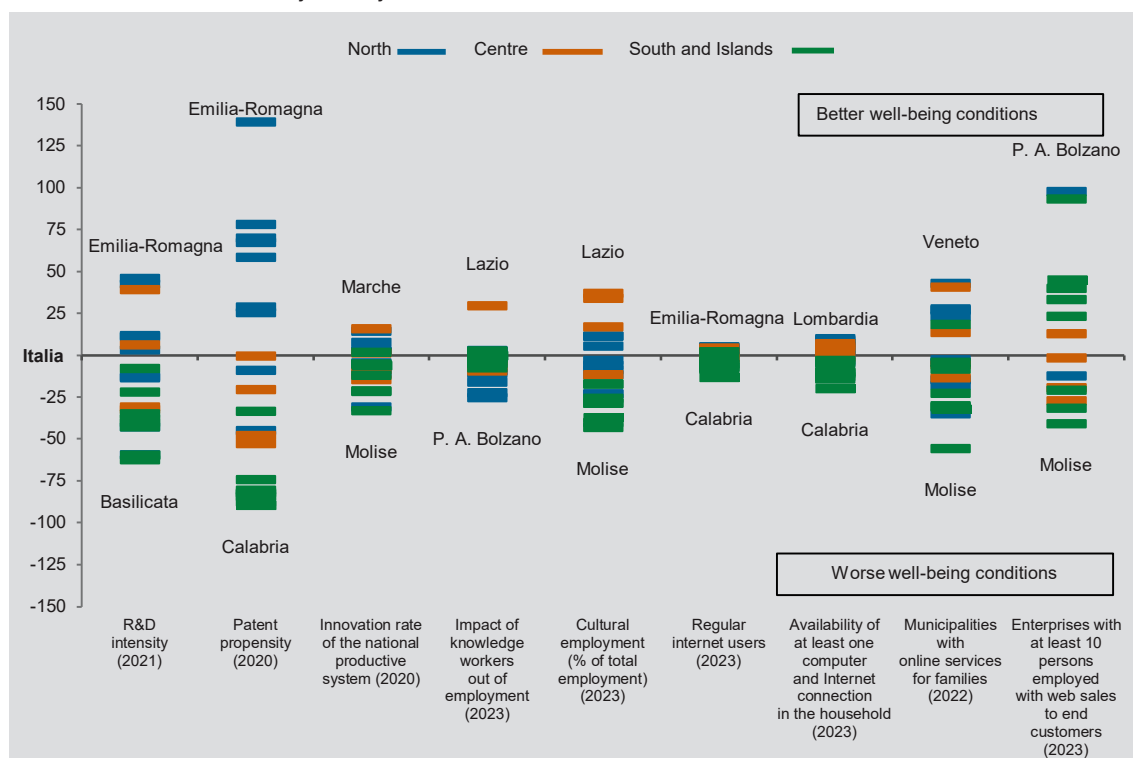 North Centre South and Islands
150
125
100
75
50
25
Italia
-25
-50
-75
-100
-125
-150
Better well-being conditions
Worse well-being conditions
Emilia-Romagna
Basilicata
Emilia-Romagna
Calabria
Marche
Molise
Lazio
P. A. Bolzano
Lazio
Molise
Emilia-Romagna
Calabria
Lombardia
Calabria
Veneto
Molise
P. A. Bolzano
Molise
R&D
intensity
(2021)
Patent
propensity
(2020)
Innovation rate
of the national
productive
system (2020)
Impact of
knowledge
workers
out of
employment
(2023)
Cultural
employment
(% of total
employment)
(2023)
Regular
internet users
(2023)
Availability of
at least one
computer
and Internet
connection
in the household
(2023)
Municipalities
with
online services
for families
(2022)
Enterprises with
at least 10
persons
employed
with web sales
to end
customers
(2023)